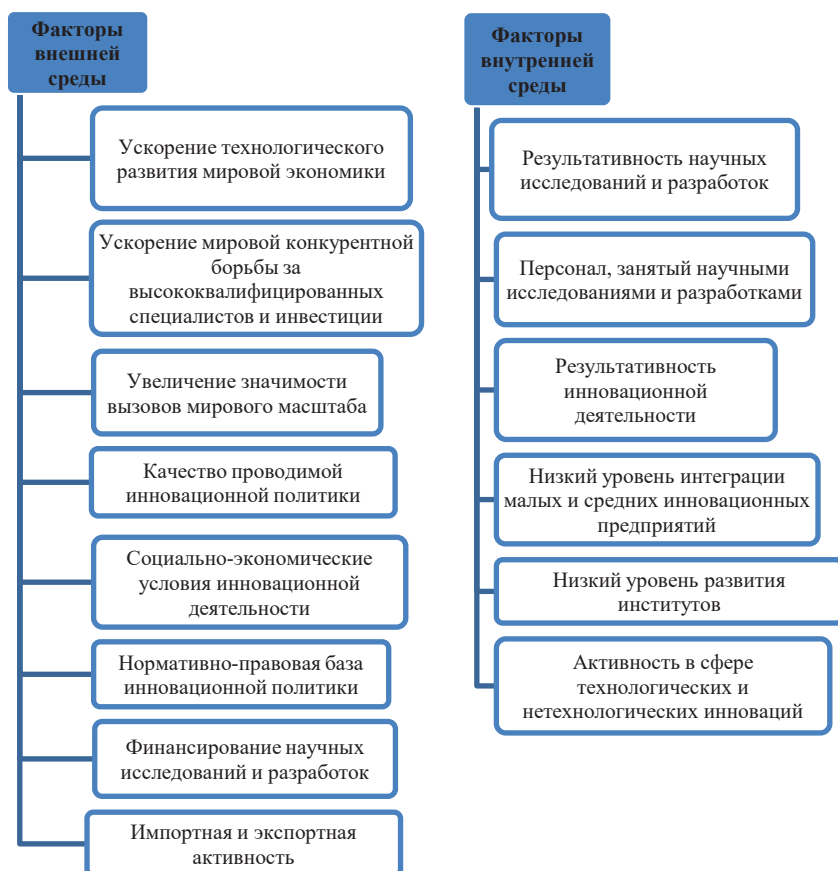 Факторы
внешней
среды
Ускорение технологического
развития мировой экономики
Ускорение мировой конкурентной
борьбы за
высококвалифицированных
специалистов и инвестиции
Увеличение значимости
вызовов мирового масштаба
Качество проводимой
инновационной политики
Социально-экономические
условия инновационной
деятельности
Нормативно-правовая база
инновационной политики
Финансирование научных
исследований и разработок
Импортная и экспортная
активность
Факторы
внутренней
среды
Результативность научных
исследований и разработок
Персонал, занятый научными
исследованиями и разработками
Результативность
инновационной
деятельности
Низкий уровень интеграции
малых и средних инновационных
предприятий
Низкий уровень развития
институтов
Активность в сфере
технологических и
нетехнологических инноваций